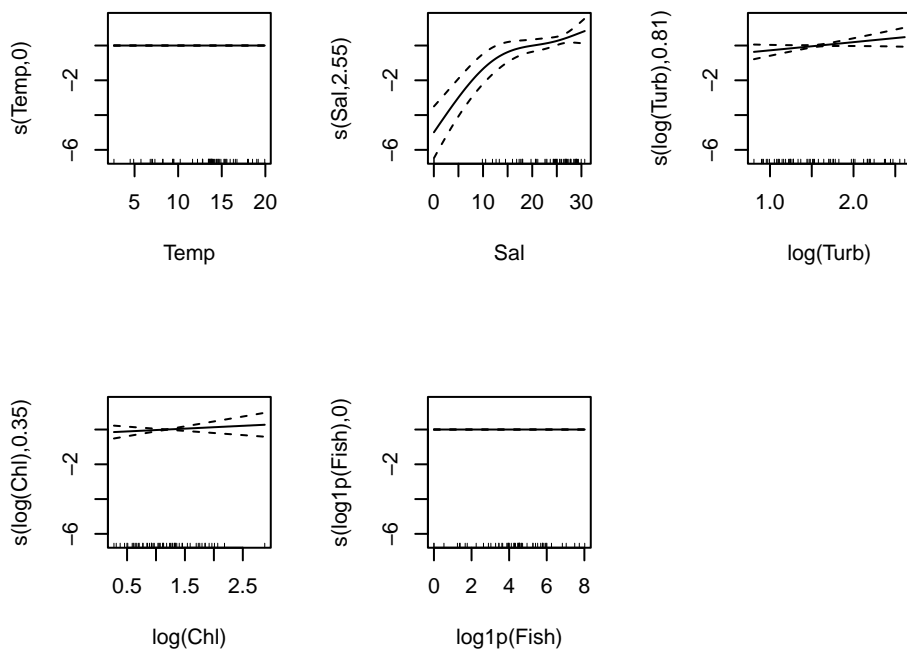 s(Temp,0)
−2
−6
5 10 15 20
Temp
s(Sal,2.55)
−2
−6
0 10 20 30
Sal
s(log(Turb),0.81)
−2
−6
1.0 2.0
log(Turb)
s(log(Chl),0.35)
−2
−6
0.5 1.5 2.5
log(Chl)
s(log1p(Fish),0)
−2
−6
0 2 4 6 8
log1p(Fish)